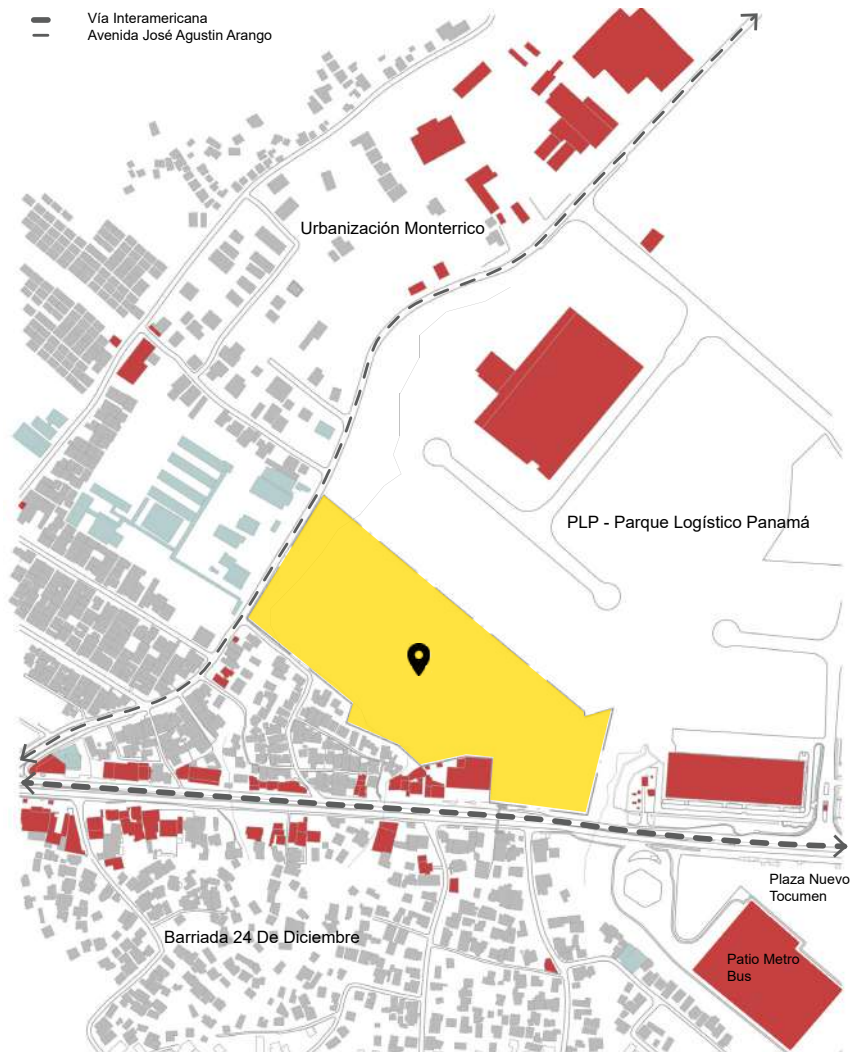 Vía Interamericana
Avenida José Agustin Arango
Urbanización Monterrico
PLP - Parque Logístico Panamá
Plaza Nuevo
Tocumen
Barriada 24 De Diciembre
Patio Metro
Bus